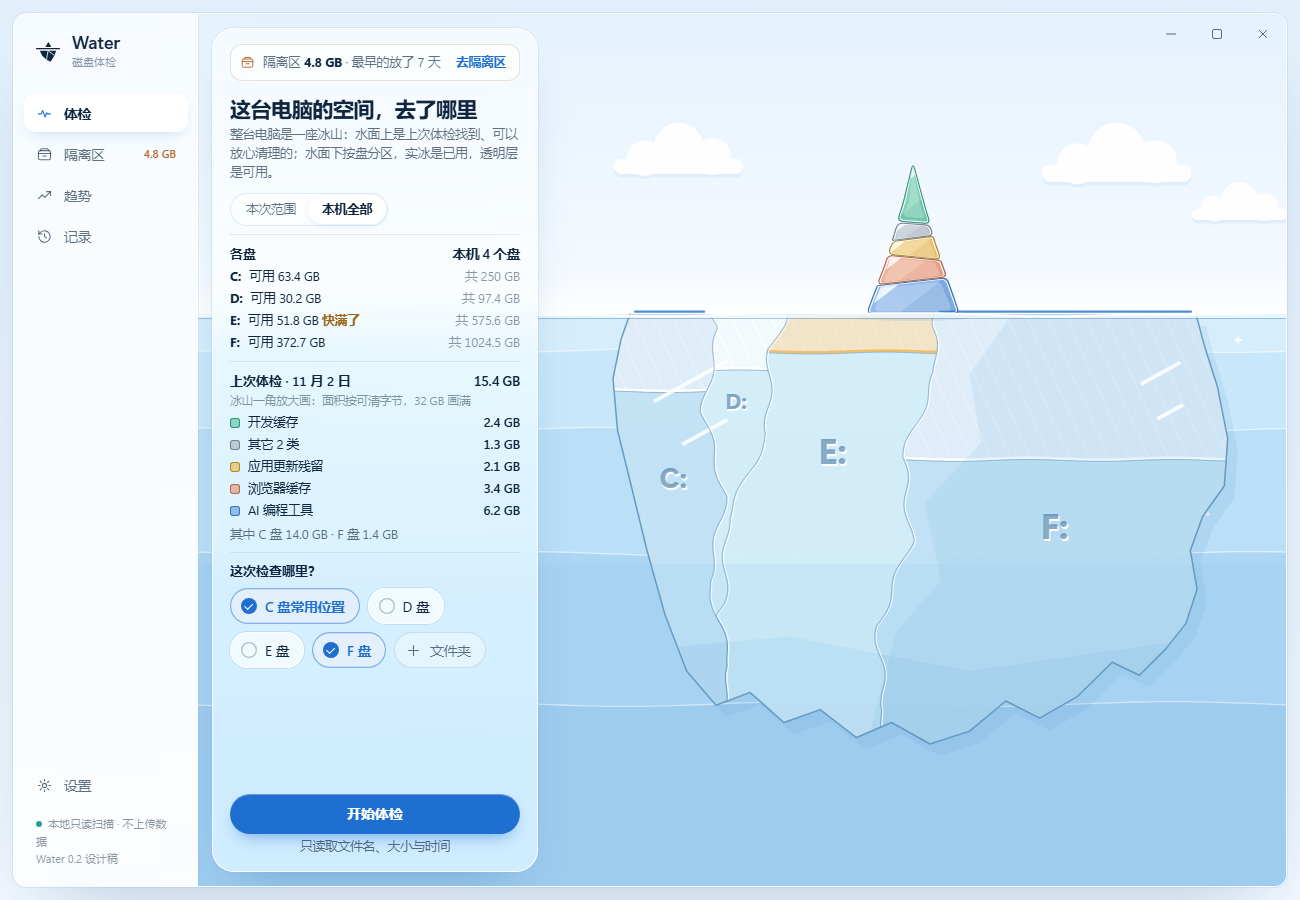 Water
磁盘体检
体检
隔离区 4.8 GB
趋势
记录
设置
本地只读扫描 · 不上传数
据
Water 0.2 设计稿
隔离区 4.8 GB · 最早的放了 7 天 去隔离区
这台电脑的空间，去了哪里
整台电脑是一座冰山：水面上是上次体检找到、可以
放心清理的；水面下按盘分区，实冰是已用，透明层
是可用。
本次范围 本机全部
各盘 本机 4 个盘
C: 可用 63.4 GB 共 250 GB
D: 可用 30.2 GB 共 97.4 GB
E: 可用 51.8 GB 快满了 共 575.6 GB
F: 可用 372.7 GB 共 1024.5 GB
上次体检 · 11 月 2 日 15.4 GB
冰山一角放大画：面积按可清字节，32 GB 画满
开发缓存 2.4 GB
其它 2 类 1.3 GB
应用更新残留 2.1 GB
浏览器缓存 3.4 GB
AI 编程工具 6.2 GB
其中 C 盘 14.0 GB · F 盘 1.4 GB
这次检查哪里？
C 盘常用位置 D 盘
E 盘 F 盘 文件夹
开始体检
只读取文件名、大小与时间
C:
D:
E:
F: